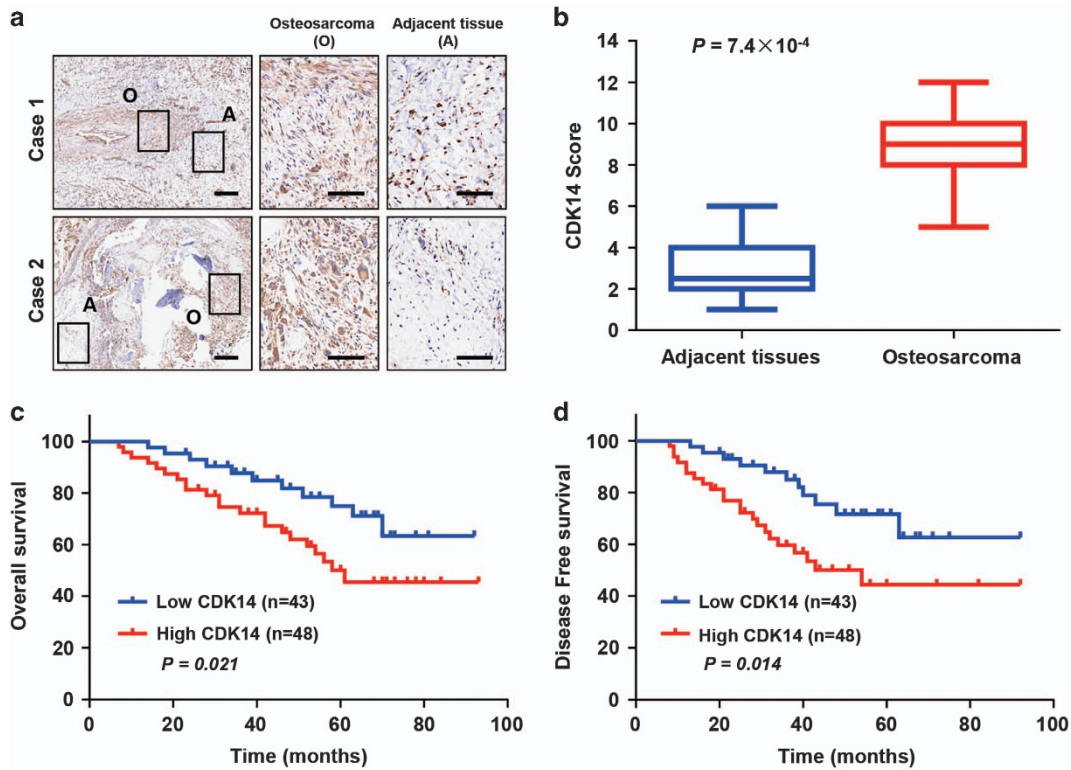 a
Osteosarcoma
(O)
Adjacent tissue
(A)
Case 1
O
A
Case 2
A
O
b
P = 7.4×10-4
CDK14 Score
14
12
10
8
6
4
2
0
Adjacent tissues
Osteosarcoma
c
Overall survival
100
80
60
40
20
0
Low CDK14 (n=43)
High CDK14 (n=48)
P = 0.021
0
20
40
60
80
100
Time (months)
d
Disease Free survival
100
80
60
40
20
0
Low CDK14 (n=43)
High CDK14 (n=48)
P = 0.014
0
20
40
60
80
100
Time (months)